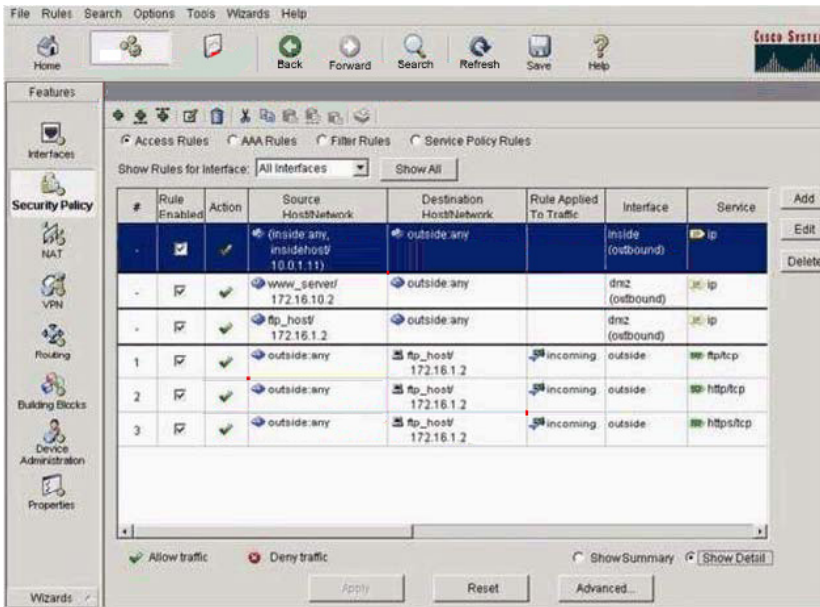 File Rules Search Options Tools Wizards Help
Cisco Syste
Home
Back
Forward
Search
Refresh
Save
Help
Features
Interfaces
Security Policy
NAT
VPN
Routing
Building Blocks
Device Administration
Properties
Wizards
Access Rules AAA Rules Filter Rules Service Policy Rules
Show Rules for Interface: All Interfaces Show All
# Rule Enabled Action Source Host/Network Destination Host/Network Rule Applied To Traffic Interface Service
- (inside:any, insidehost/ 10.0.1.11) outside:any inside (outbound) ip
- www_server/ 172.16.10.2 outside:any dmz (outbound) ip
- ftp_host/ 172.16.1.2 outside:any dmz (outbound) ip
1 outside:any ftp_host/ 172.16.1.2 incoming outside ftp/tcp
2 outside:any ftp_host/ 172.16.1.2 incoming outside http/tcp
3 outside:any ftp_host/ 172.16.1.2 incoming outside https/tcp
Add
Edit
Delete
Allow traffic Deny traffic Show Summary Show Detail
Apply Reset Advanced...